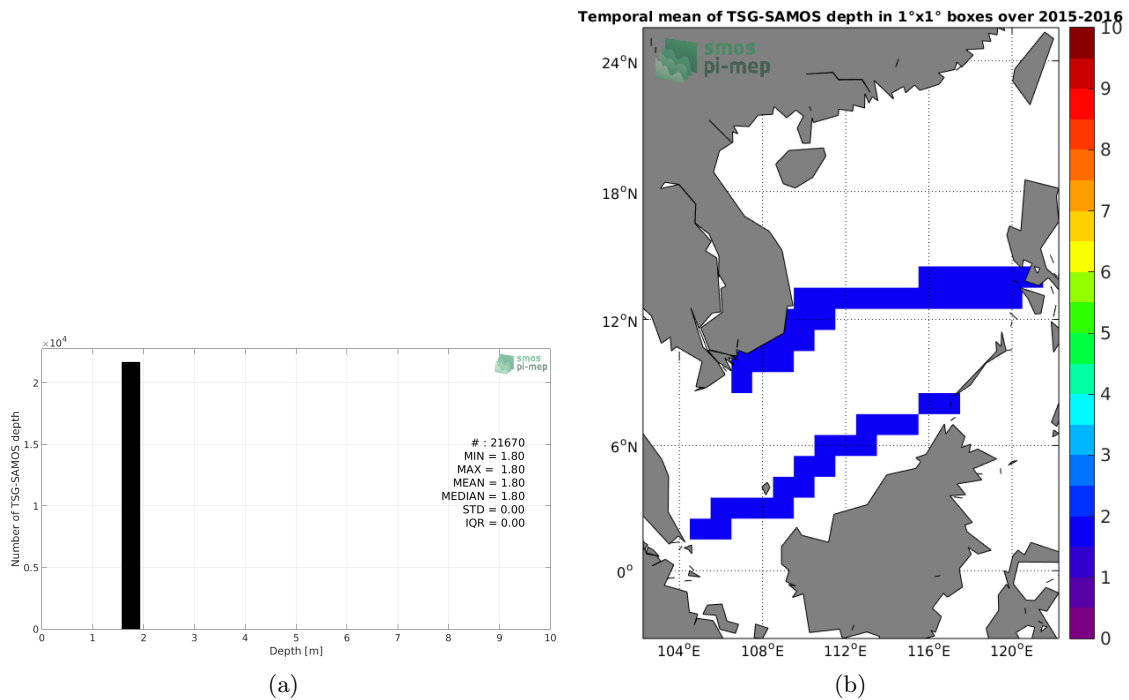 ×10⁴
2
1.5
1
0.5
0
Number of TSG-SAMOS depth
smos
pi-mep
# : 21670
MIN = 1.80
MAX = 1.80
MEAN = 1.80
MEDIAN = 1.80
STD = 0.00
IQR = 0.00
0 1 2 3 4 5 6 7 8 9 10
Depth [m]
(a)
Temporal mean of TSG-SAMOS depth in 1°x1° boxes over 2015-2016
smos
pi-mep
24°N
18°N
12°N
6°N
0°
104°E 108°E 112°E 116°E 120°E
10
9
8
7
6
5
4
3
2
1
0
(b)